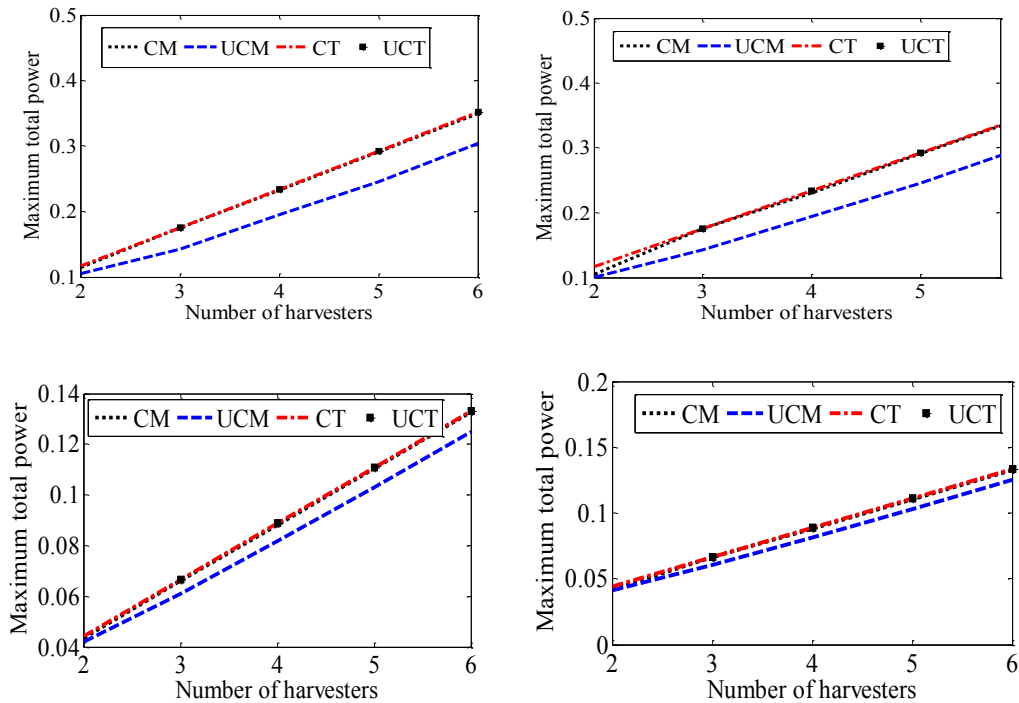 0.5
CM UCM CT UCT
0.4
0.3
0.2
0.1
2 3 4 5 6
Number of harvesters
Maximum total power
0.5
CM UCM CT UCT
0.4
0.3
0.2
0.1
2 3 4 5
Number of harvesters
Maximum total power
0.14
CM UCM CT UCT
0.12
0.1
0.08
0.06
0.04
2 3 4 5 6
Number of harvesters
Maximum total power
0.2
CM UCM CT UCT
0.15
0.1
0.05
0
2 3 4 5 6
Number of harvesters
Maximum total power